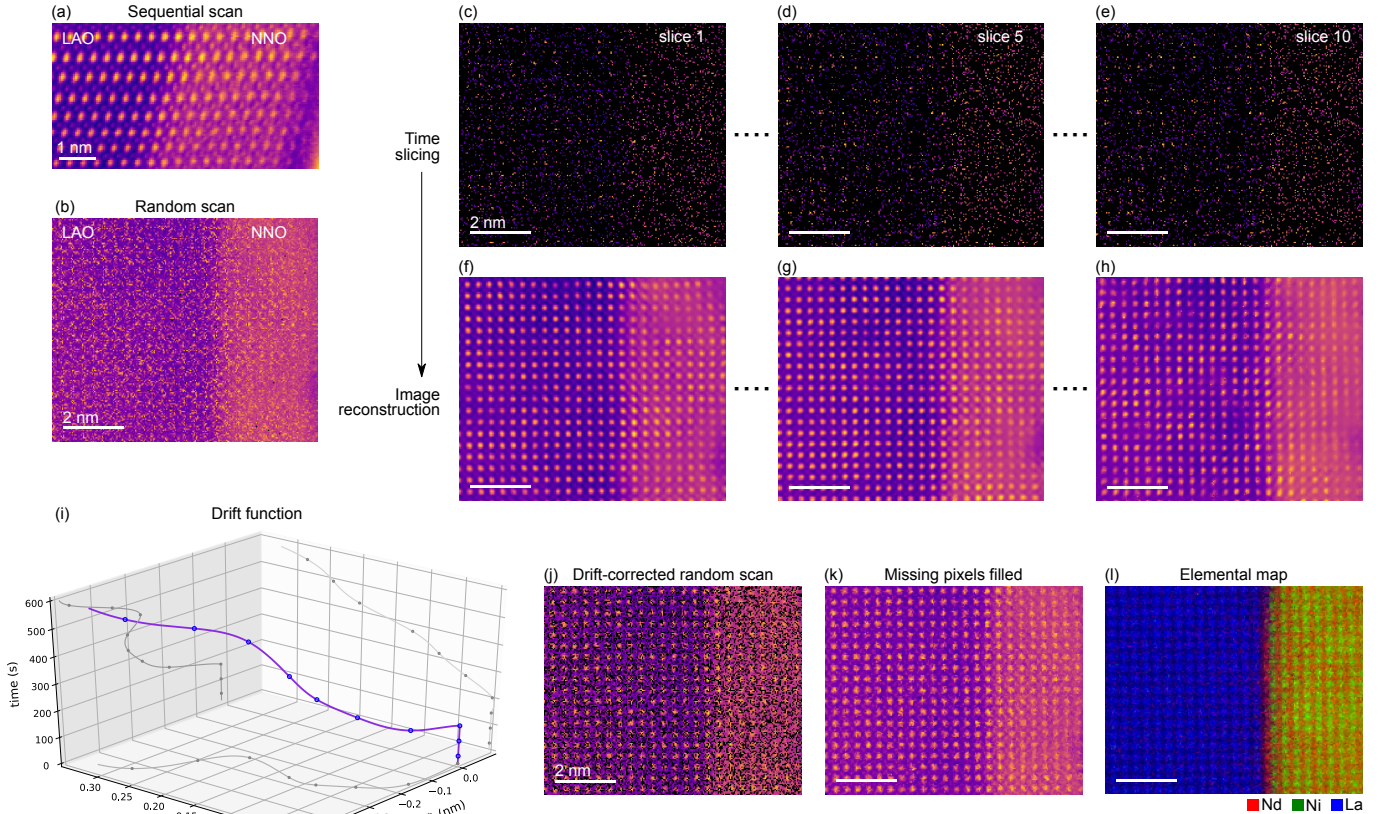 (a) Sequential scan
LAO NNO
1 nm
(b) Random scan
LAO NNO
2 nm
Time
slicing
Image
reconstruction
(c) slice 1
2 nm
(d) slice 5
(e) slice 10
(f)
(g)
(h)
(i) Drift function
time (s)
600
500
400
300
200
100
0
0.30
0.25
0.20
−0.2
−0.1
0.0
(nm)
(j) Drift-corrected random scan
2 nm
(k) Missing pixels filled
(l) Elemental map
Nd Ni La